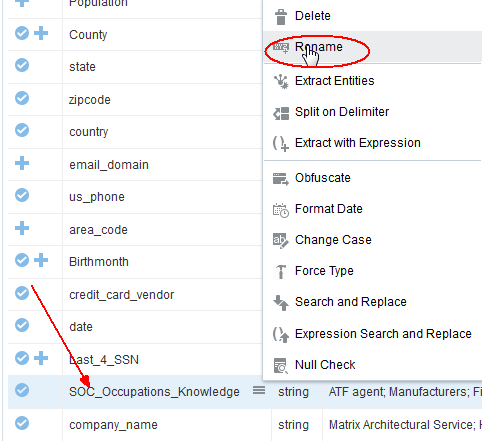 Population
County
state
zipcode
country
email_domain
us_phone
area_code
Birthmonth
credit_card_vendor
date
Last_4_SSN
SOC_Occupations_Knowledge string ATF agent; Manufacturers; Fi
company_name string Matrix Architectural Service; H
Delete
Rename
Extract Entities
Split on Delimiter
Extract with Expression
Obfuscate
Format Date
Change Case
Force Type
Search and Replace
Expression Search and Replace
Null Check